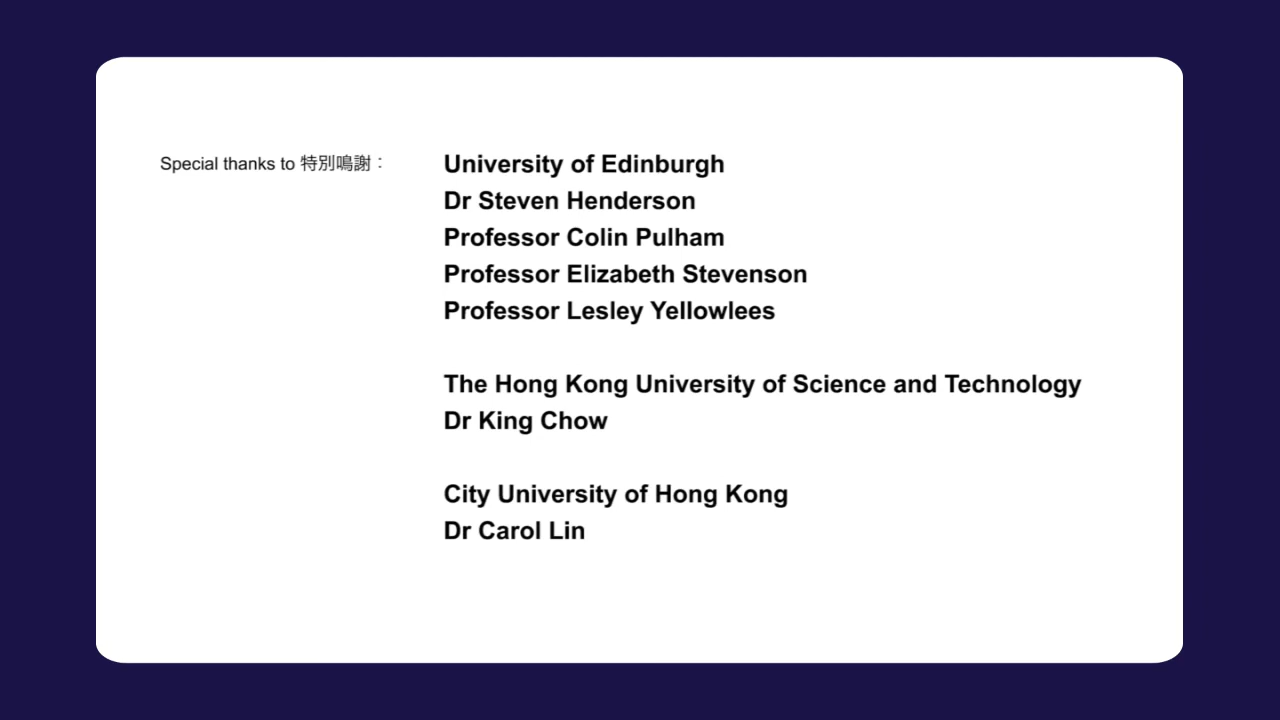 Special thanks to 特別鳴謝：
University of Edinburgh
Dr Steven Henderson
Professor Colin Pulham
Professor Elizabeth Stevenson
Professor Lesley Yellowlees
The Hong Kong University of Science and Technology
Dr King Chow
City University of Hong Kong
Dr Carol Lin